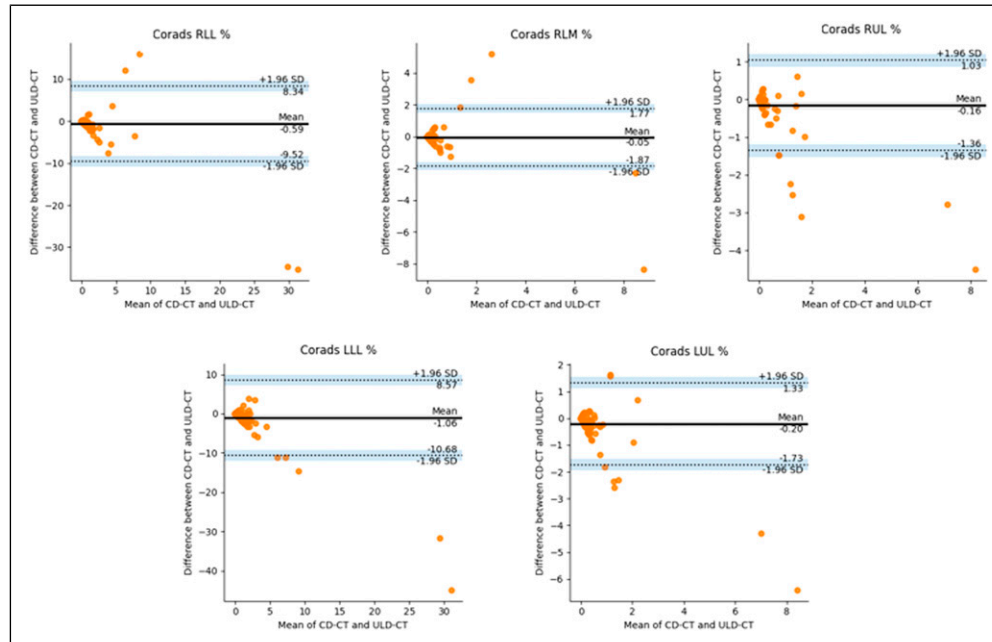 Corads RLL %
Difference between CD-CT and ULD-CT
10
0
−10
−20
−30
+1.96 SD
8.34
Mean
-0.59
-9.52
-1.96 SD
0
5
10
15
20
25
30
Mean of CD-CT and ULD-CT
Corads RLM %
Difference between CD-CT and ULD-CT
4
2
0
−2
−4
−6
−8
+1.96 SD
1.77
Mean
-0.05
-1.87
-1.96 SD
0
2
4
6
8
Mean of CD-CT and ULD-CT
Corads RUL %
Difference between CD-CT and ULD-CT
1
0
−1
−2
−3
−4
+1.96 SD
1.03
Mean
-0.16
-1.36
-1.96 SD
0
2
4
6
8
Mean of CD-CT and ULD-CT
Corads LLL %
Difference between CD-CT and ULD-CT
10
0
−10
−20
−30
−40
+1.96 SD
8.57
Mean
-1.06
-10.68
-1.96 SD
0
5
10
15
20
25
30
Mean of CD-CT and ULD-CT
Corads LUL %
Difference between CD-CT and ULD-CT
2
1
0
−1
−2
−3
−4
−5
−6
+1.96 SD
1.33
Mean
-0.20
-1.73
-1.96 SD
0
2
4
6
8
Mean of CD-CT and ULD-CT